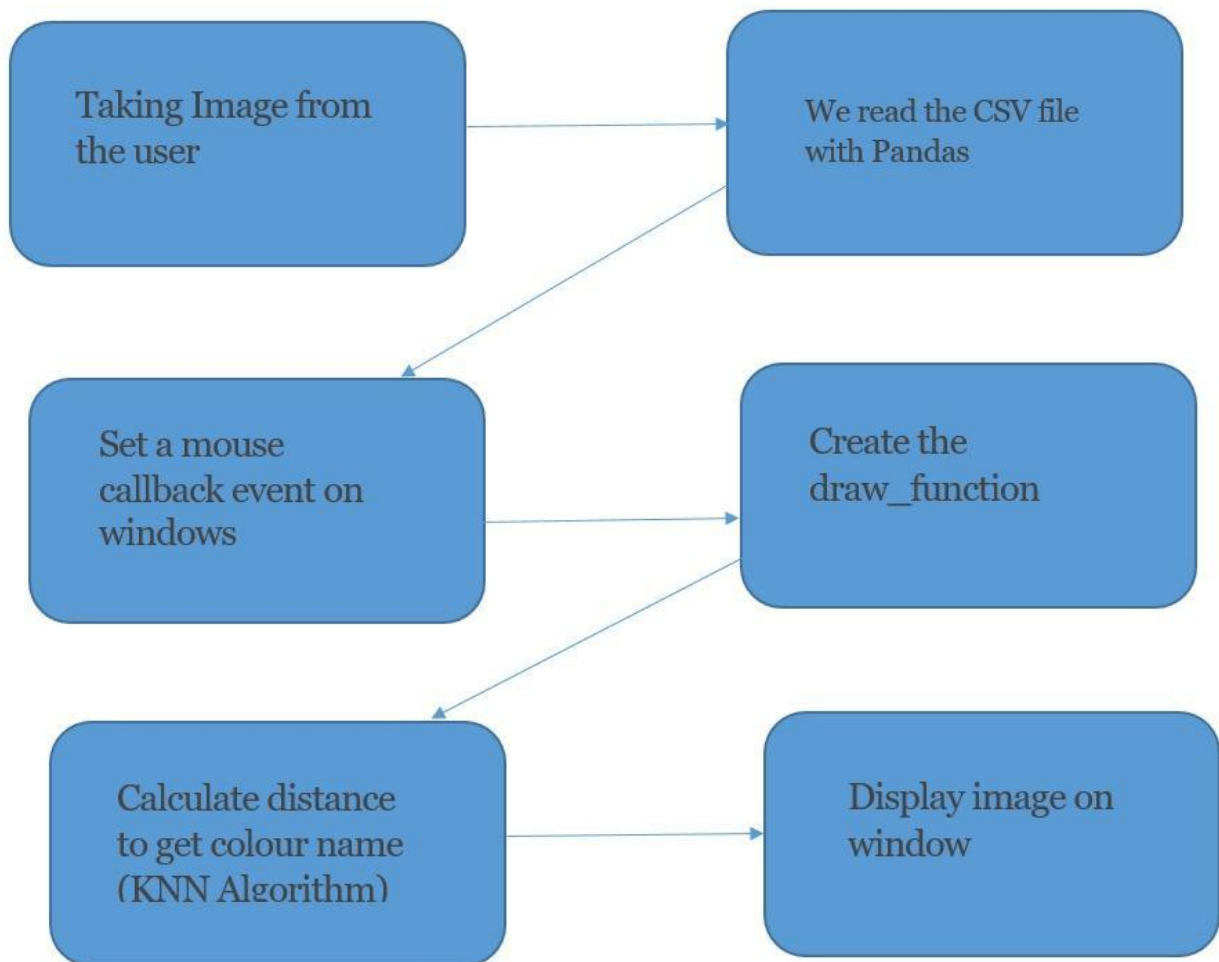 Taking Image from
the user
We read the CSV file
with Pandas
Set a mouse
callback event on
windows
Create the
draw_function
Calculate distance
to get colour name
(KNN Algorithm)
Display image on
window